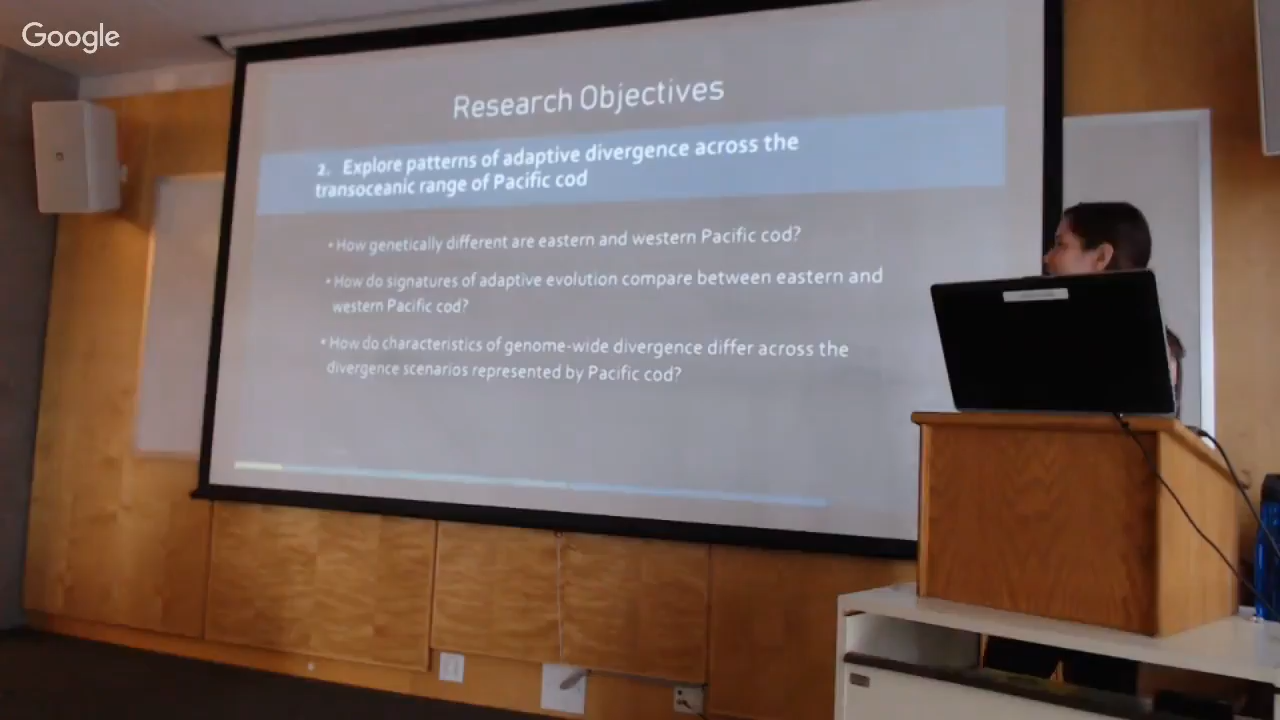 Google
Research Objectives
2. Explore patterns of adaptive divergence across the
transoceanic range of Pacific cod
• How genetically different are eastern and western Pacific cod?
• How do signatures of adaptive evolution compare between eastern and
western Pacific cod?
• How do characteristics of genome-wide divergence differ across the
divergence scenarios represented by Pacific cod?